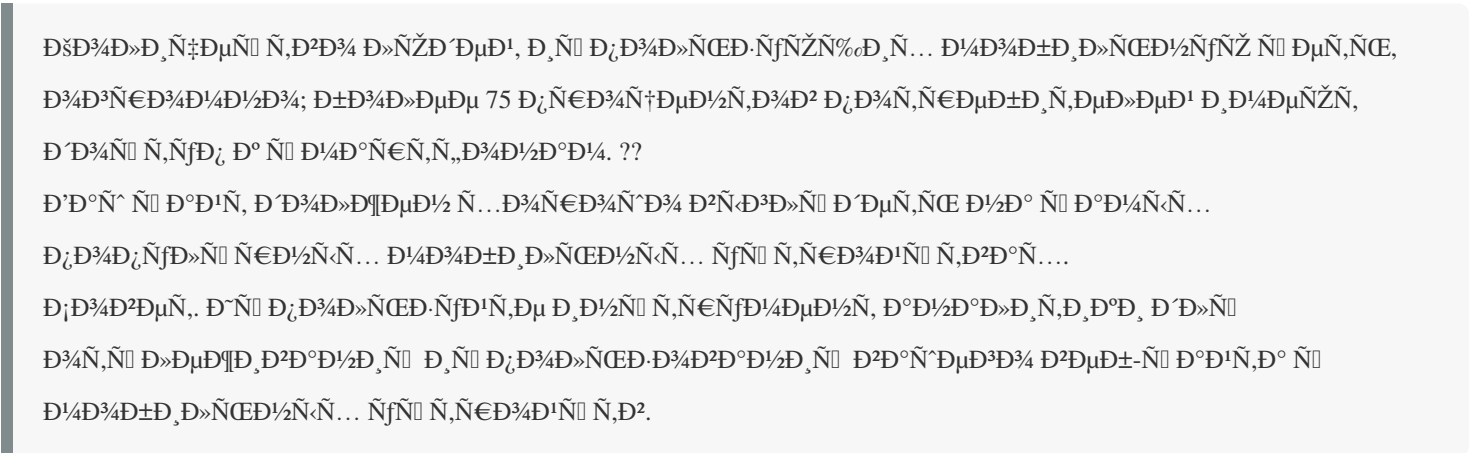 ÐšÐ¾Ð»Ð¸Ñ‡ÐµÑ Ñ‚Ð²Ð¾ Ð»ÑŽÐ´ÐµÐ¹, Ð¸Ñ Ð¿Ð¾Ð»ÑŒÐ·ÑƒÑŽÑ‰Ð¸Ñ… Ð¼Ð¾Ð±Ð¸Ð»ÑŒÐ½ÑƒÑŽ Ñ ÐµÑ‚ÑŒ,
Ð¾Ð³Ñ€Ð¾Ð¼Ð½Ð¾; Ð±Ð¾Ð»ÐµÐµ 75 Ð¿Ñ€Ð¾Ñ†ÐµÐ½Ñ‚Ð¾Ð² Ð¿Ð¾Ñ‚Ñ€ÐµÐ±Ð¸Ñ‚ÐµÐ»ÐµÐ¹ Ð¸Ð¼ÐµÑŽÑ‚
Ð´Ð¾Ñ Ñ‚ÑƒÐ¿ Ðº Ñ Ð¼Ð°Ñ€Ñ‚Ñ„Ð¾Ð½Ð°Ð¼. ??
Ð’Ð°Ñˆ Ñ Ð°Ð¹Ñ‚ Ð´Ð¾Ð»Ð¶ÐµÐ½ Ñ…Ð¾Ñ€Ð¾ÑˆÐ¾ Ð²Ñ‹Ð³Ð»Ñ Ð´ÐµÑ‚ÑŒ Ð½Ð° Ñ Ð°Ð¼Ñ‹Ñ…
Ð¿Ð¾Ð¿ÑƒÐ»Ñ Ñ€Ð½Ñ‹Ñ… Ð¼Ð¾Ð±Ð¸Ð»ÑŒÐ½Ñ‹Ñ… ÑƒÑ Ñ‚Ñ€Ð¾Ð¹Ñ Ñ‚Ð²Ð°Ñ….
Ð¡Ð¾Ð²ÐµÑ‚. Ð˜Ñ Ð¿Ð¾Ð»ÑŒÐ·ÑƒÐ¹Ñ‚Ðµ Ð¸Ð½Ñ Ñ‚Ñ€ÑƒÐ¼ÐµÐ½Ñ‚ Ð°Ð½Ð°Ð»Ð¸Ñ‚Ð¸ÐºÐ¸ Ð´Ð»Ñ
Ð¾Ñ‚Ñ Ð»ÐµÐ¶Ð¸Ð²Ð°Ð½Ð¸Ñ Ð¸Ñ Ð¿Ð¾Ð»ÑŒÐ·Ð¾Ð²Ð°Ð½Ð¸Ñ Ð²Ð°ÑˆÐµÐ³Ð¾ Ð²ÐµÐ±-Ñ Ð°Ð¹Ñ‚Ð° Ñ
Ð¼Ð¾Ð±Ð¸Ð»ÑŒÐ½Ñ‹Ñ… ÑƒÑ Ñ‚Ñ€Ð¾Ð¹Ñ Ñ‚Ð².